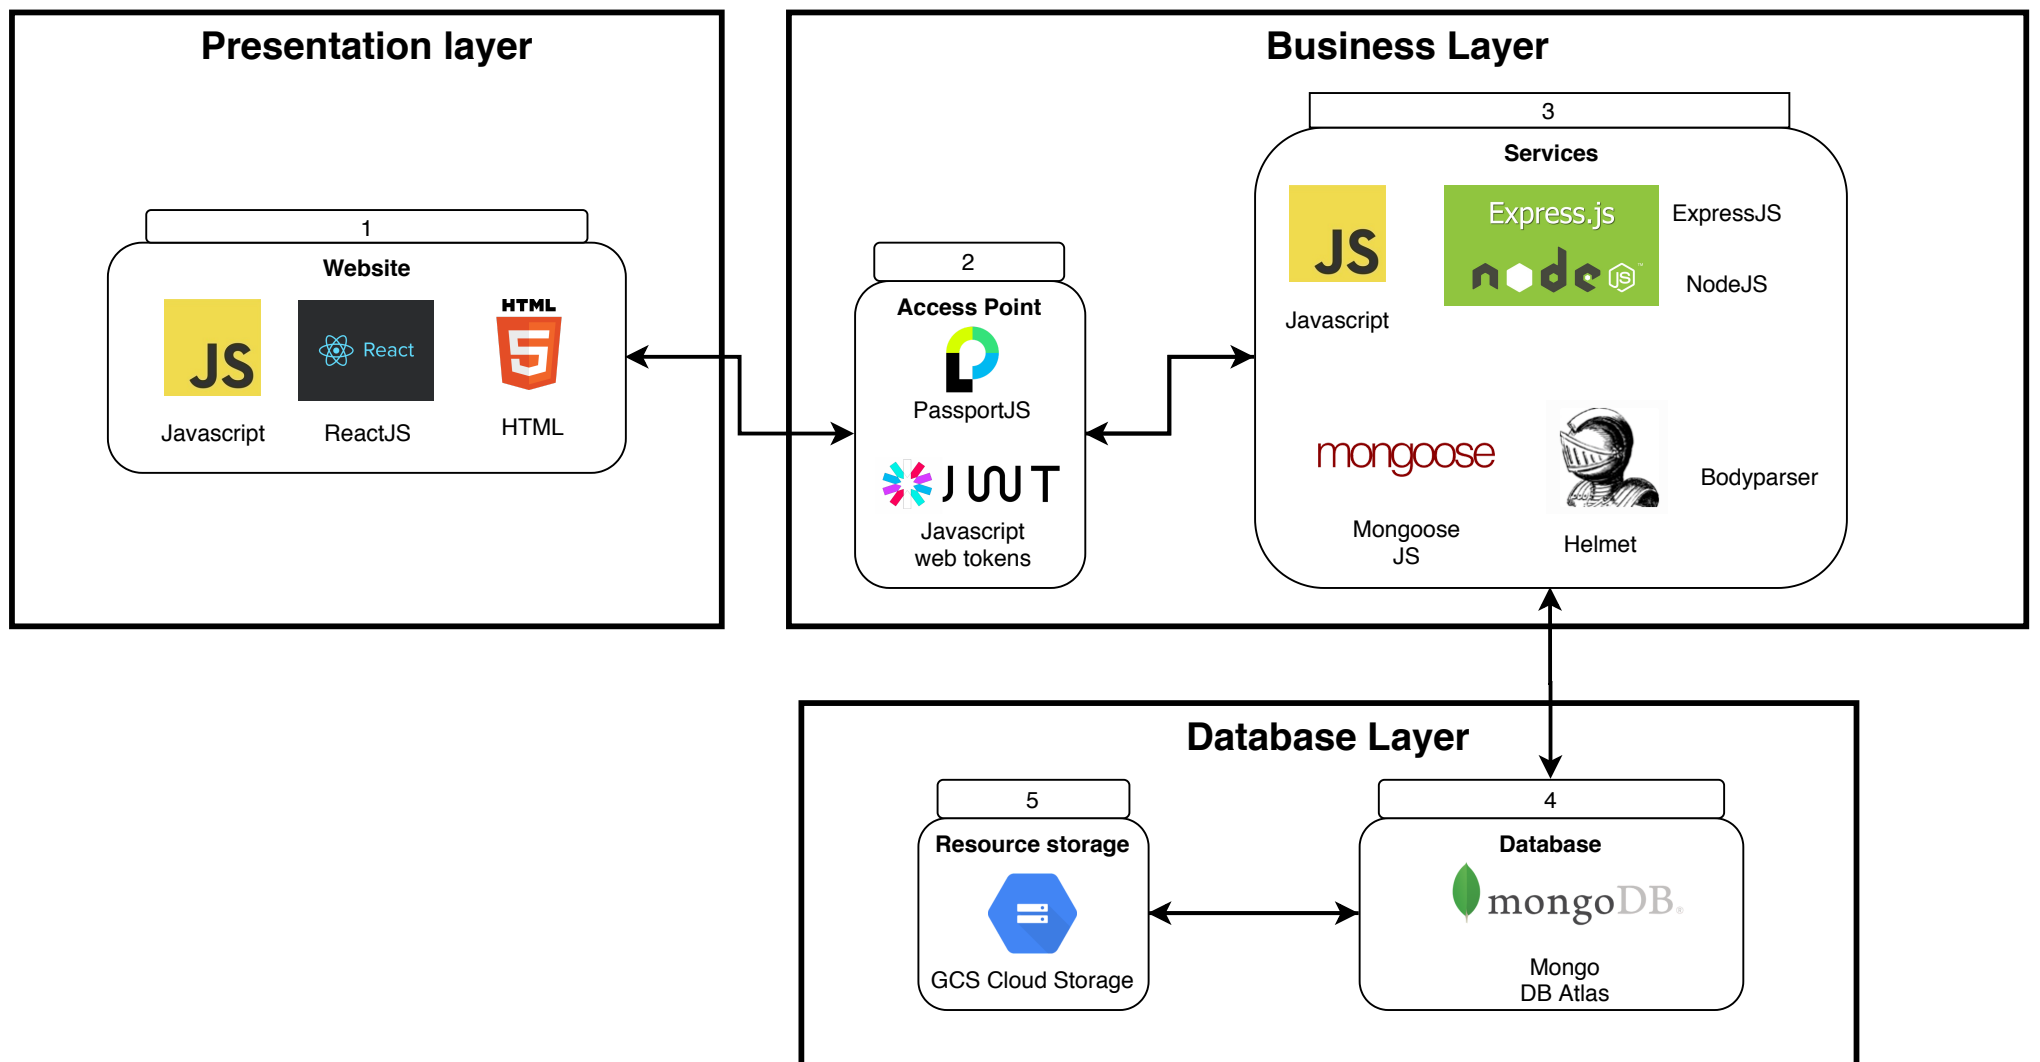 Presentation layer
1
Website
JS
React
HTML
5
Javascript
ReactJS
HTML
Business Layer
2
Access Point
PassportJS
JWT
Javascript
web tokens
3
Services
JS
Express.js
node
JS
ExpressJS
NodeJS
Javascript
mongoose
Bodyparser
Mongoose
JS
Helmet
Database Layer
5
Resource storage
GCS Cloud Storage
4
Database
mongoDB®
Mongo
DB Atlas